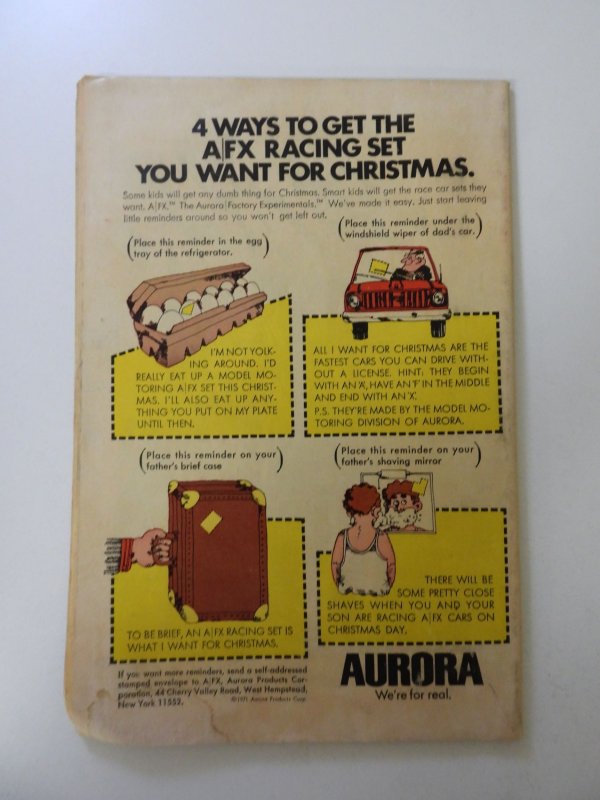 4 WAYS TO GET THE
A/FX RACING SET
YOU WANT FOR CHRISTMAS.
Some kids will get any dumb thing for Christmas. Smart kids will get the race car sets they
want. A/FX.™ The Aurora/Factory Experimentals.™ We've made it easy. Just start leaving
little reminders around so you won't get left out.
(Place this reminder in the egg
tray of the refrigerator.)
(Place this reminder under the
windshield wiper of dad's car.)
I'M NOT YOLK-
ING AROUND. I'D
REALLY EAT UP A MODEL MO-
TORING A/FX SET THIS CHRIST-
MAS. I'LL ALSO EAT UP ANY-
THING YOU PUT ON MY PLATE
UNTIL THEN.
ALL I WANT FOR CHRISTMAS ARE THE
FASTEST CARS YOU CAN DRIVE WITH-
OUT A LICENSE. HINT: THEY BEGIN
WITH AN 'A', HAVE AN 'F' IN THE MIDDLE
AND END WITH AN 'X'.
P.S. THEY'RE MADE BY THE MODEL MO-
TORING DIVISION OF AURORA.
(Place this reminder on your
father's brief case)
(Place this reminder on your
father's shaving mirror)
TO BE BRIEF, AN A/FX RACING SET IS
WHAT I WANT FOR CHRISTMAS.
THERE WILL BE
SOME PRETTY CLOSE
SHAVES WHEN YOU AND YOUR
SON ARE RACING A/FX CARS ON
CHRISTMAS DAY.
If you want more reminders, send a self-addressed
stamped envelope to A/FX, Aurora Products Cor-
poration, 44 Cherry Valley Road, West Hempstead,
New York 11552.
©1971 Aurora Products Corp.
AURORA
We're for real.